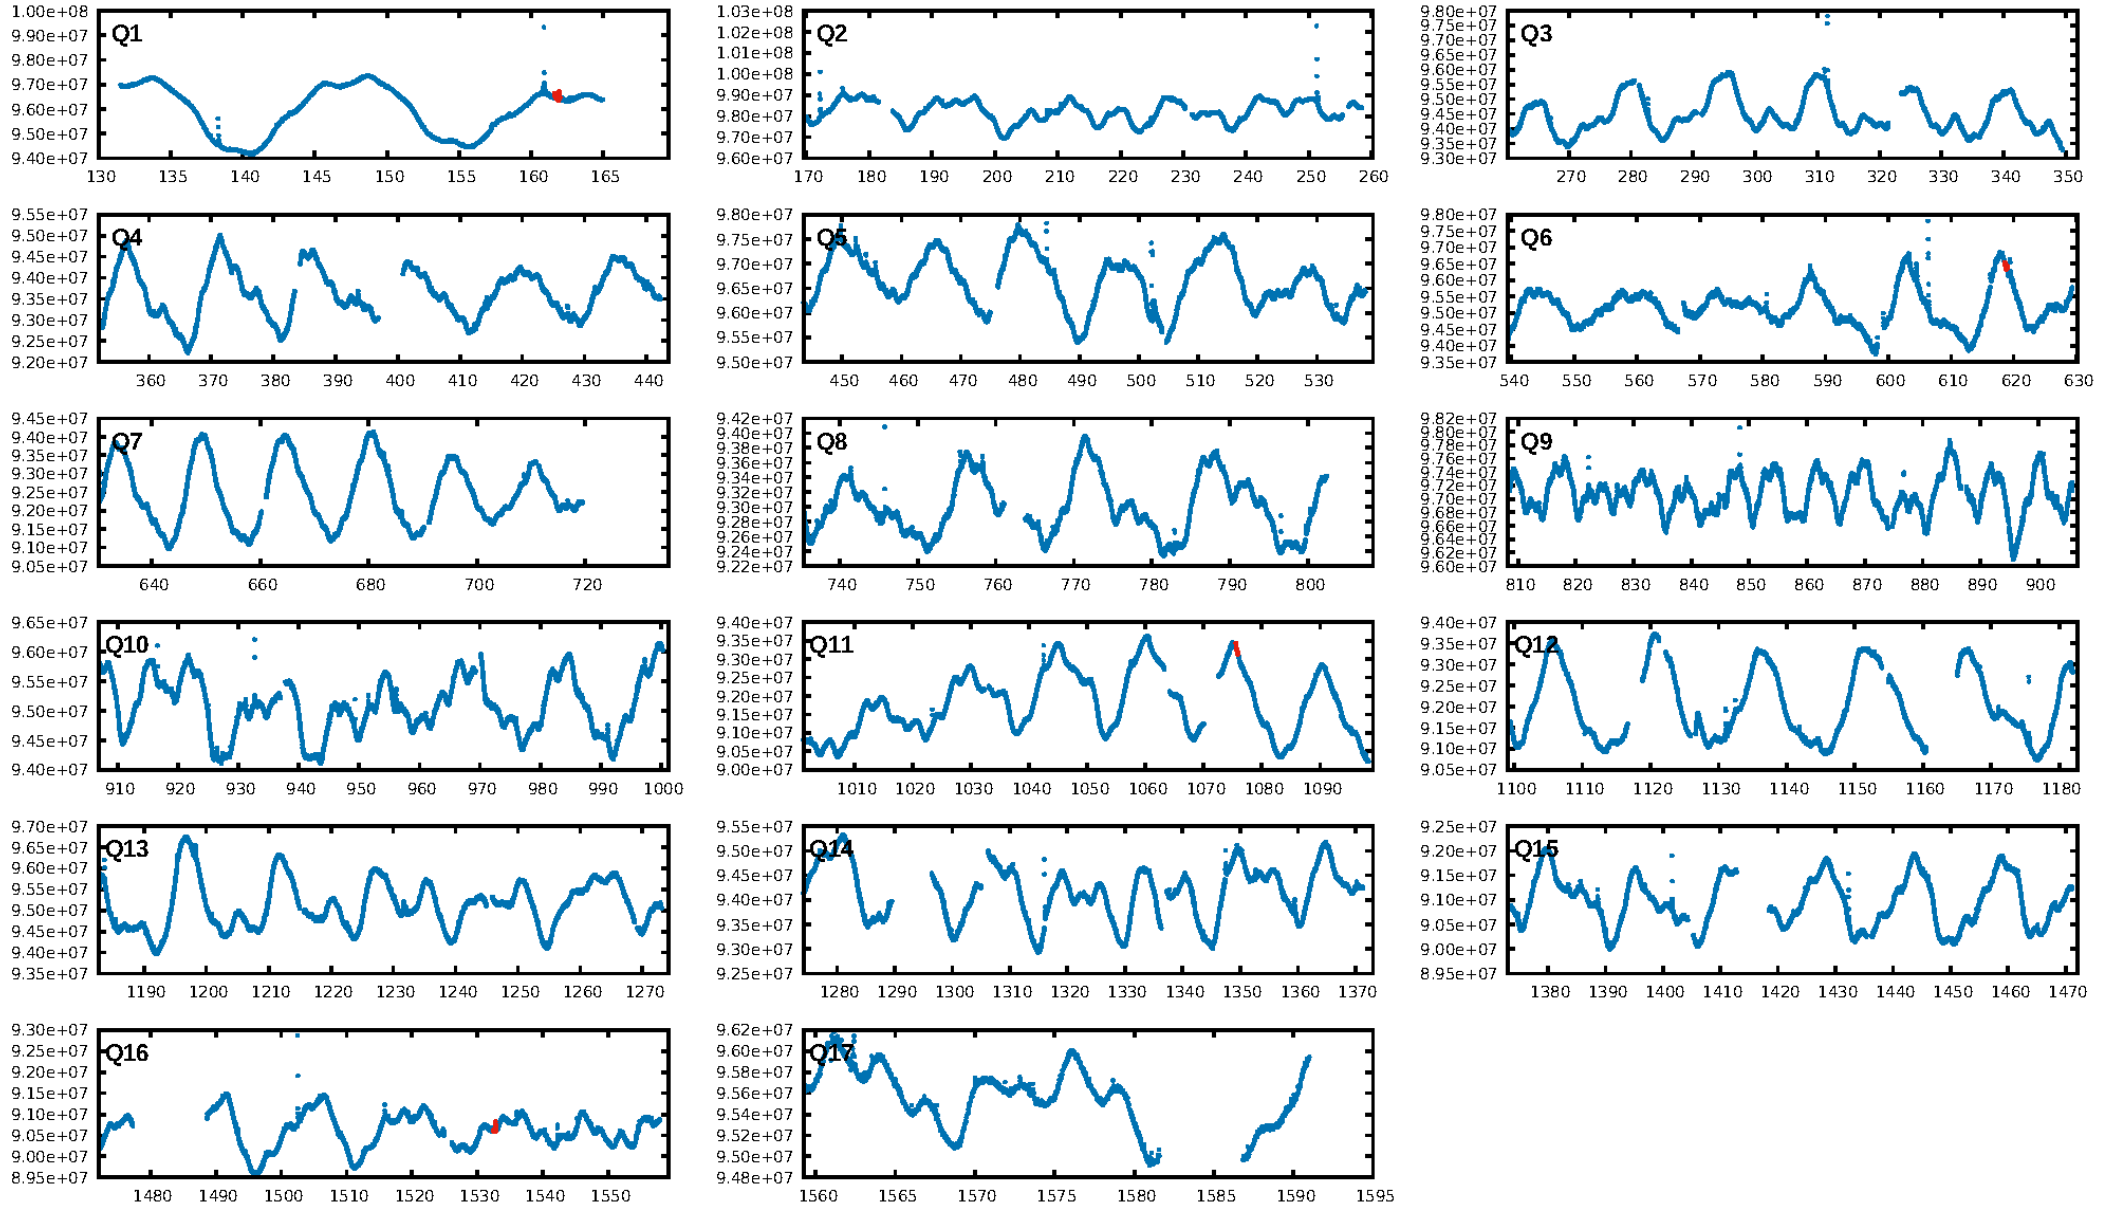 Q1
1.00e+08
9.90e+07
9.80e+07
9.70e+07
9.60e+07
9.50e+07
9.40e+07
130 135 140 145 150 155 160 165
Q2
1.03e+08
1.02e+08
1.01e+08
1.00e+08
9.90e+07
9.80e+07
9.70e+07
9.60e+07
170 180 190 200 210 220 230 240 250 260
Q3
9.80e+07
9.75e+07
9.70e+07
9.65e+07
9.60e+07
9.55e+07
9.50e+07
9.45e+07
9.40e+07
9.35e+07
9.30e+07
270 280 290 300 310 320 330 340 350
Q4
9.55e+07
9.50e+07
9.45e+07
9.40e+07
9.35e+07
9.30e+07
9.25e+07
9.20e+07
360 370 380 390 400 410 420 430 440
Q5
9.80e+07
9.75e+07
9.70e+07
9.65e+07
9.60e+07
9.55e+07
9.50e+07
450 460 470 480 490 500 510 520 530
Q6
9.80e+07
9.75e+07
9.70e+07
9.65e+07
9.60e+07
9.55e+07
9.50e+07
9.45e+07
9.40e+07
9.35e+07
540 550 560 570 580 590 600 610 620 630
Q7
9.45e+07
9.40e+07
9.35e+07
9.30e+07
9.25e+07
9.20e+07
9.15e+07
9.10e+07
9.05e+07
640 660 680 700 720
Q8
9.42e+07
9.40e+07
9.38e+07
9.36e+07
9.34e+07
9.32e+07
9.30e+07
9.28e+07
9.26e+07
9.24e+07
9.22e+07
740 750 760 770 780 790 800
Q9
9.82e+07
9.80e+07
9.78e+07
9.76e+07
9.74e+07
9.72e+07
9.70e+07
9.68e+07
9.66e+07
9.64e+07
9.62e+07
9.60e+07
810 820 830 840 850 860 870 880 890 900
Q10
9.65e+07
9.60e+07
9.55e+07
9.50e+07
9.45e+07
9.40e+07
910 920 930 940 950 960 970 980 990 1000
Q11
9.40e+07
9.35e+07
9.30e+07
9.25e+07
9.20e+07
9.15e+07
9.10e+07
9.05e+07
9.00e+07
1010 1020 1030 1040 1050 1060 1070 1080 1090
Q12
9.40e+07
9.35e+07
9.30e+07
9.25e+07
9.20e+07
9.15e+07
9.10e+07
9.05e+07
1100 1110 1120 1130 1140 1150 1160 1170 1180
Q13
9.70e+07
9.65e+07
9.60e+07
9.55e+07
9.50e+07
9.45e+07
9.40e+07
9.35e+07
1190 1200 1210 1220 1230 1240 1250 1260 1270
Q14
9.55e+07
9.50e+07
9.45e+07
9.40e+07
9.35e+07
9.30e+07
9.25e+07
1280 1290 1300 1310 1320 1330 1340 1350 1360 1370
Q15
9.25e+07
9.20e+07
9.15e+07
9.10e+07
9.05e+07
9.00e+07
8.95e+07
1380 1390 1400 1410 1420 1430 1440 1450 1460 1470
Q16
9.30e+07
9.25e+07
9.20e+07
9.15e+07
9.10e+07
9.05e+07
9.00e+07
8.95e+07
1480 1490 1500 1510 1520 1530 1540 1550
Q17
9.62e+07
9.60e+07
9.58e+07
9.56e+07
9.54e+07
9.52e+07
9.50e+07
9.48e+07
1560 1565 1570 1575 1580 1585 1590 1595